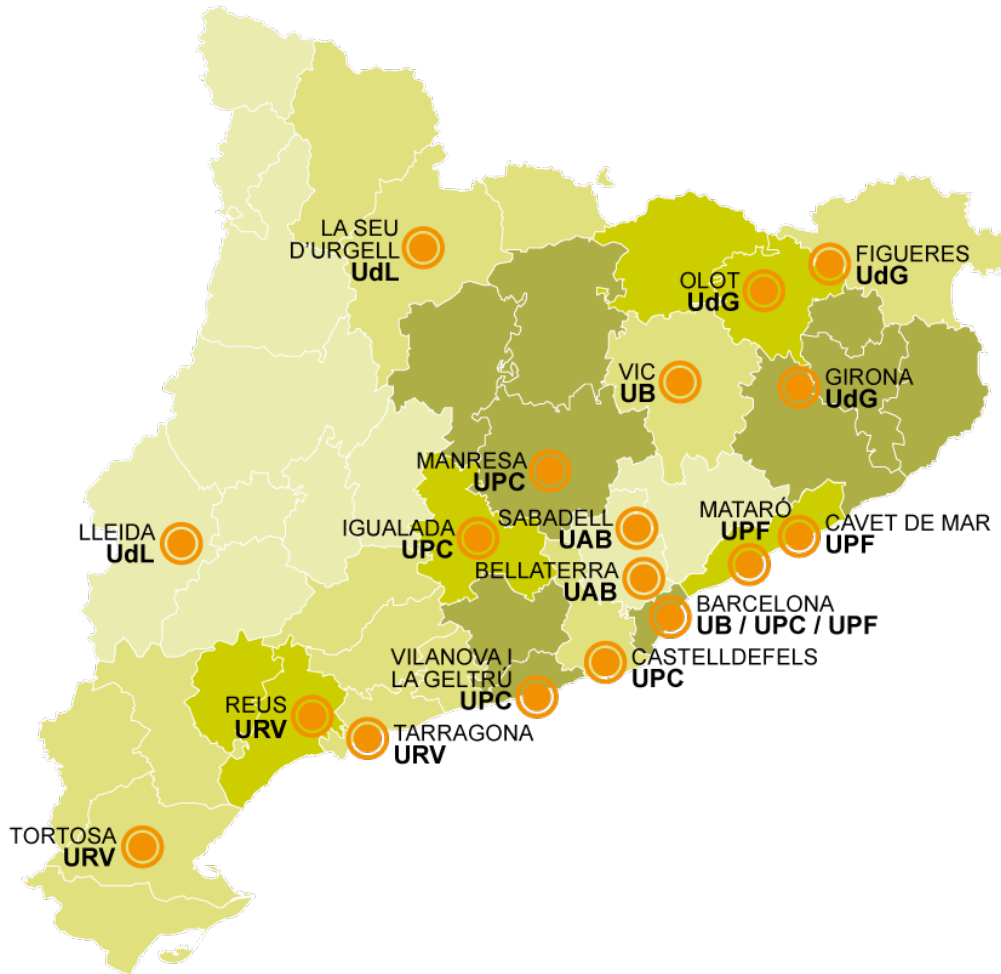 LA SEU
D'URGELL
UdL
FIGUERES
UdG
OLOT
UdG
VIC
UB
GIRONA
UdG
MANRESA
UPC
LLEIDA
UdL
IGUALADA
UPC
SABADELL
UAB
MATARÓ
UPF
CAVET DE MAR
UPF
BELLATERRA
UAB
BARCELONA
UB / UPC / UPF
VILANOVA I
LA GELTRÚ
UPC
CASTELLDEFELS
UPC
REUS
URV
TARRAGONA
URV
TORTOSA
URV